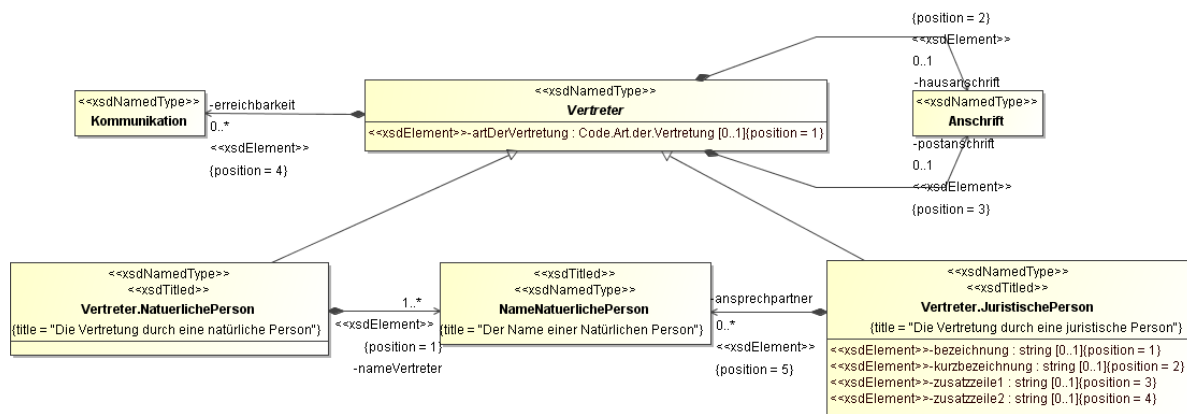 {position = 2}
<<xsdElement>>
0..1
-hausanschrift
<<xsdNamedType>>
Kommunikation
-erreichbarkeit
0..*
<<xsdElement>>
{position = 4}
<<xsdNamedType>>
Vertreter
<<xsdElement>>-artDerVertretung : Code.Art.der.Vertretung [0..1]{position = 1}
<<xsdNamedType>>
Anschrift
-postanschrift
0..1
<<xsdElement>>
{position = 3}
<<xsdNamedType>>
<<xsdTitled>>
Vertreter.NatuerlichePerson
{title = "Die Vertretung durch eine natürliche Person"}
1..*
<<xsdElement>>
{position = 1}
-nameVertreter
<<xsdTitled>>
<<xsdNamedType>>
NameNatuerlichePerson
{title = "Der Name einer Natürlichen Person"}
-ansprechpartner
0..*
<<xsdElement>>
{position = 5}
<<xsdNamedType>>
<<xsdTitled>>
Vertreter.JuristischePerson
{title = "Die Vertretung durch eine juristische Person"}
<<xsdElement>>-bezeichnung : string [0..1]{position = 1}
<<xsdElement>>-kurzbezeichnung : string [0..1]{position = 2}
<<xsdElement>>-zusatzzeile1 : string [0..1]{position = 3}
<<xsdElement>>-zusatzzeile2 : string [0..1]{position = 4}